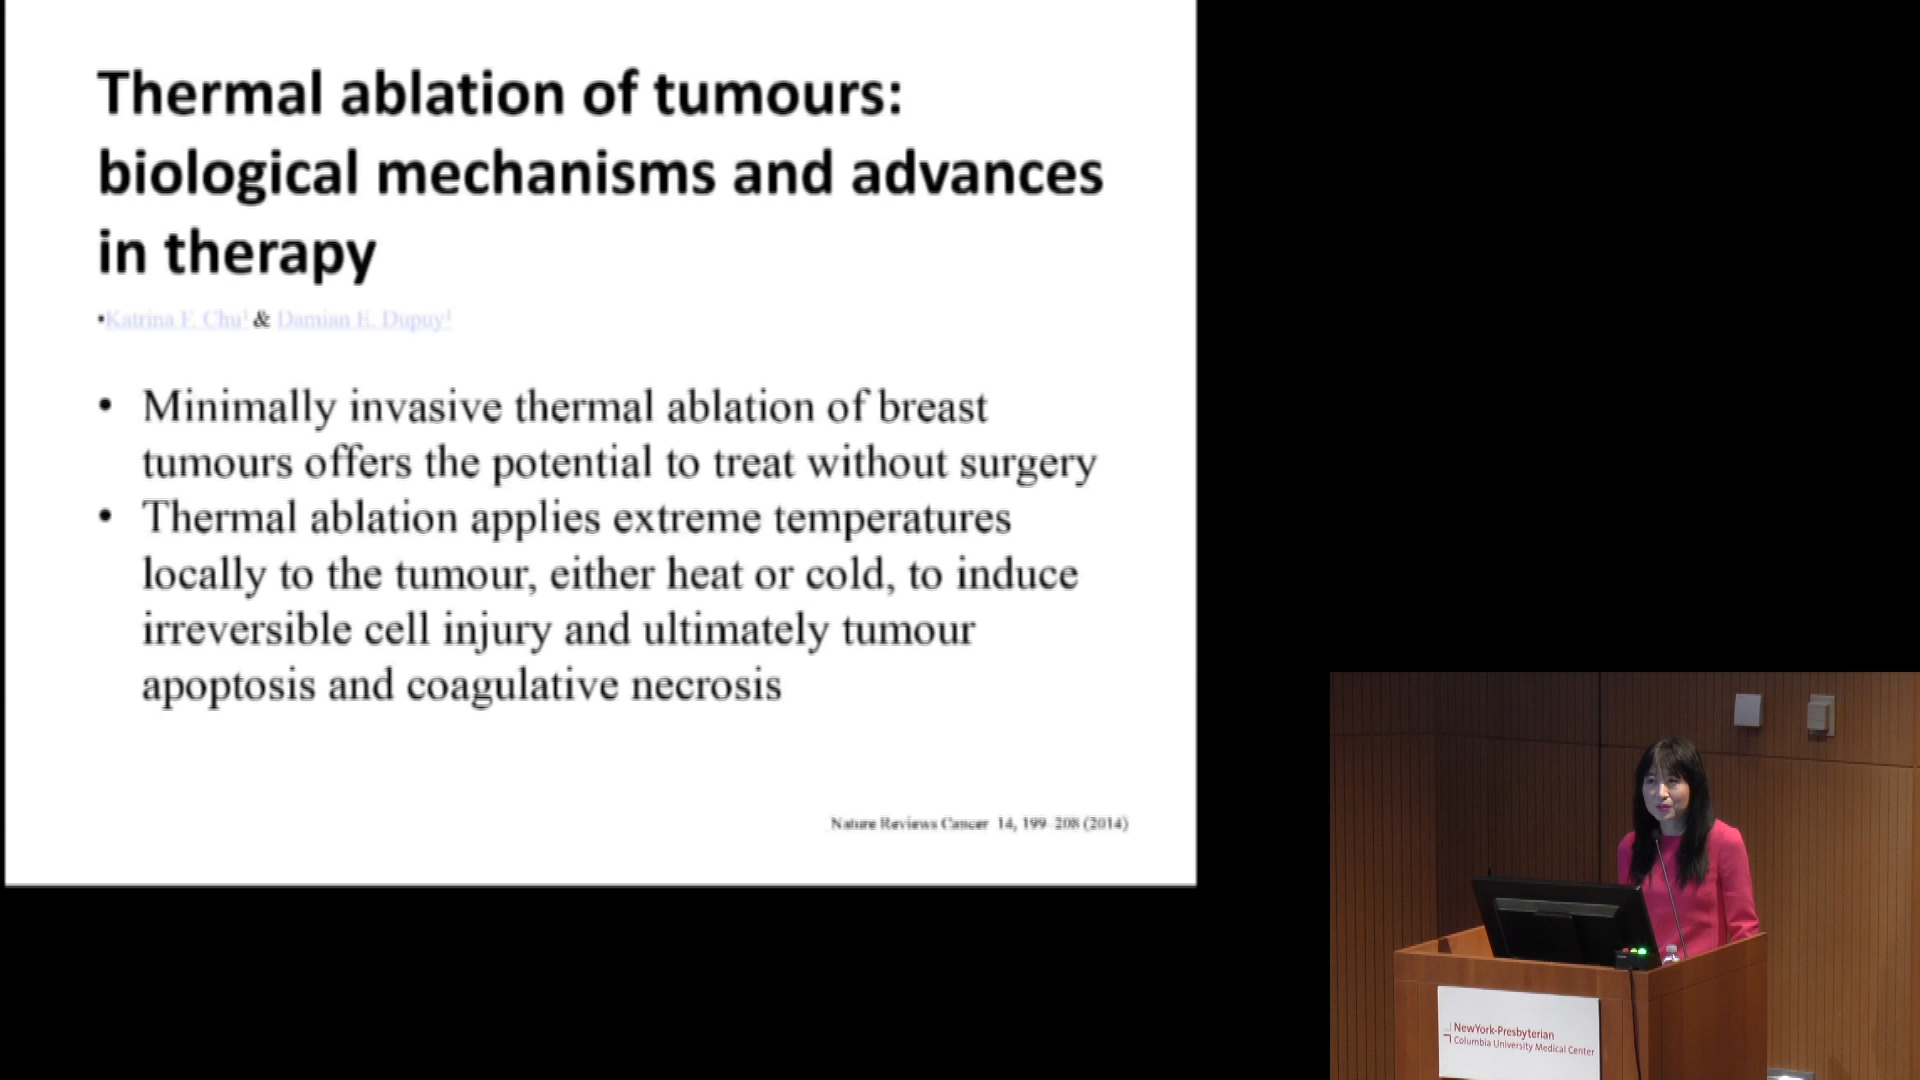 Thermal ablation of tumours:
biological mechanisms and advances
in therapy
•Katrina F. Chu¹ & Damian E. Dupuy¹
• Minimally invasive thermal ablation of breast
tumours offers the potential to treat without surgery
• Thermal ablation applies extreme temperatures
locally to the tumour, either heat or cold, to induce
irreversible cell injury and ultimately tumour
apoptosis and coagulative necrosis
Nature Reviews Cancer 14, 199–208 (2014)
NewYork-Presbyterian
Columbia University Medical Center